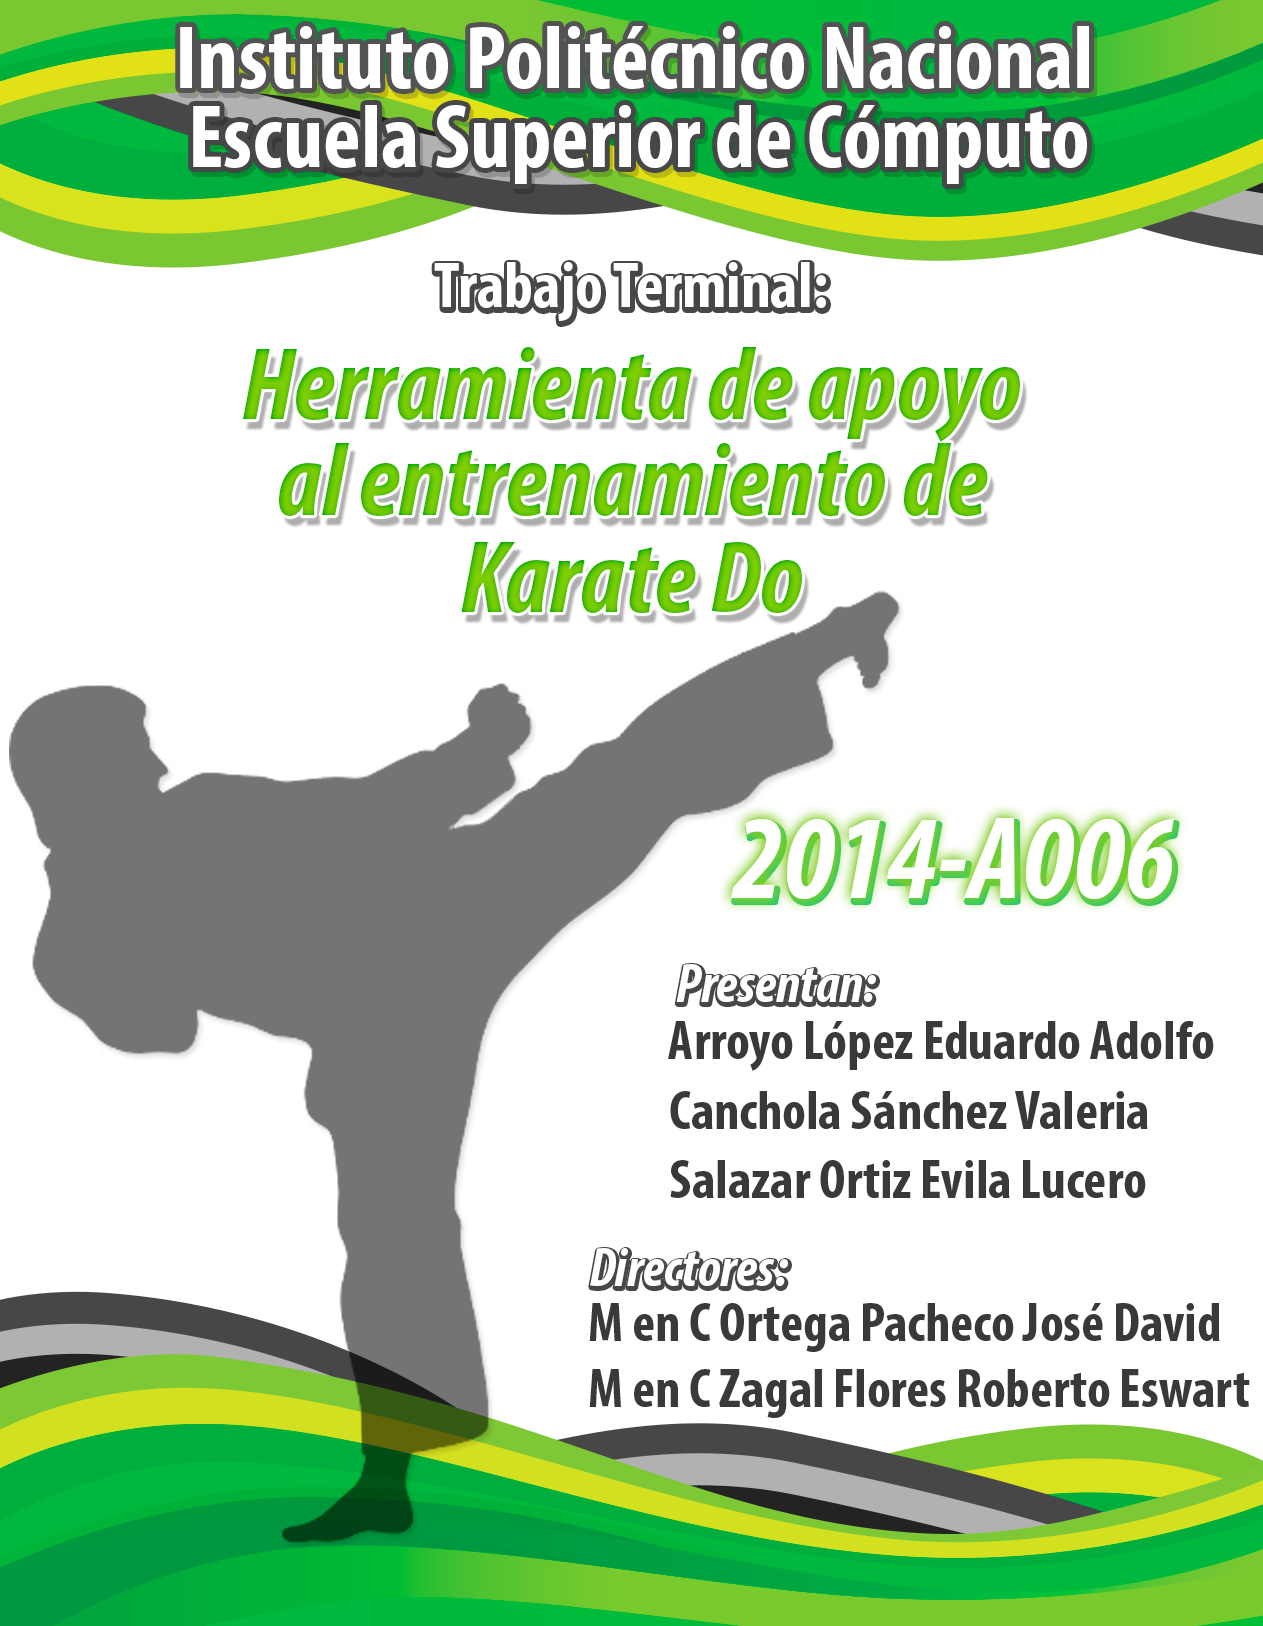 Instituto Politécnico Nacional
Escuela Superior de Cómputo
Trabajo Terminal:
Herramienta de apoyo
al entrenamiento de
Karate Do
2014-A006
Presentan:
Arroyo López Eduardo Adolfo
Canchola Sánchez Valeria
Salazar Ortiz Evila Lucero
Directores:
M en C Ortega Pacheco José David
M en C Zagal Flores Roberto Eswart